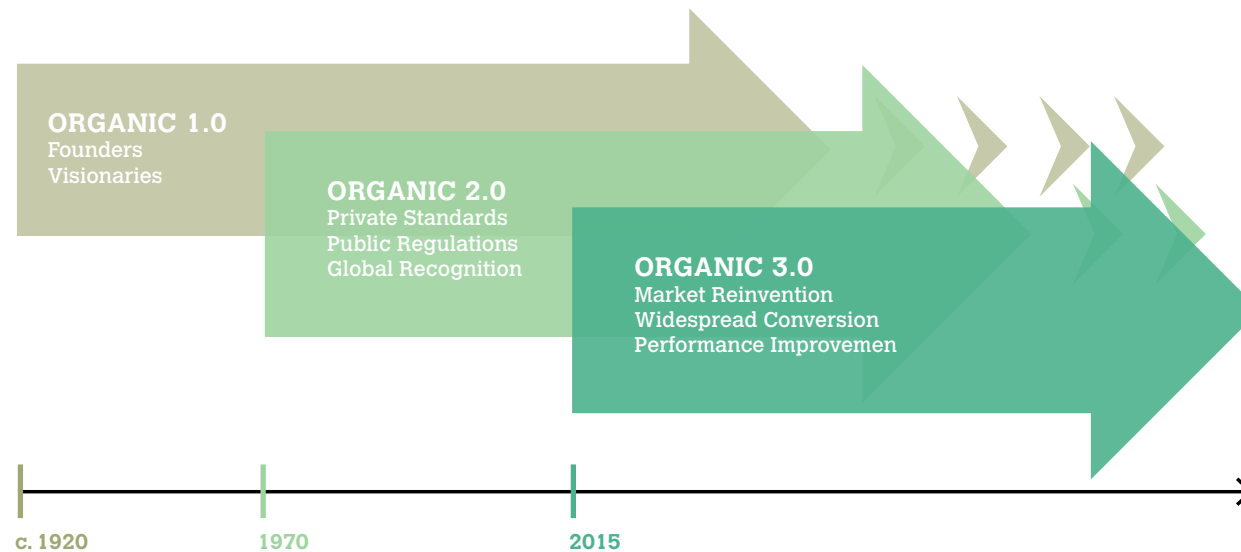 ORGANIC 1.0
Founders
Visionaries
ORGANIC 2.0
Private Standards
Public Regulations
Global Recognition
ORGANIC 3.0
Market Reinvention
Widespread Conversion
Performance Improvemen
c. 1920
1970
2015